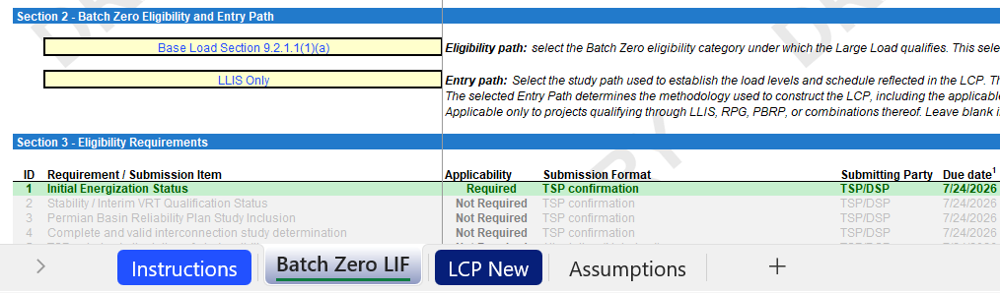 Section 2 - Batch Zero Eligibility and Entry Path
Base Load Section 9.2.1.1(1)(a)
Eligibility path: select the Batch Zero eligibility category under which the Large Load qualifies. This sele
LLIS Only
Entry path: Select the study path used to establish the load levels and schedule reflected in the LCP. Th
The selected Entry Path determines the methodology used to construct the LCP, including the applicable
Applicable only to projects qualifying through LLIS, RPG, PBRP, or combinations thereof. Leave blank i
Section 3 - Eligibility Requirements
ID Requirement / Submission Item Applicability Submission Format Submitting Party Due date¹
1 Initial Energization Status Required TSP confirmation TSP/DSP 7/24/2026
2 Stability / Interim VRT Qualification Status Not Required TSP confirmation TSP/DSP 7/24/2026
3 Permian Basin Reliability Plan Study Inclusion Not Required TSP confirmation TSP/DSP 7/24/2026
4 Complete and valid interconnection study determination Not Required TSP confirmation TSP/DSP 7/24/2026
Instructions Batch Zero LIF LCP New Assumptions +